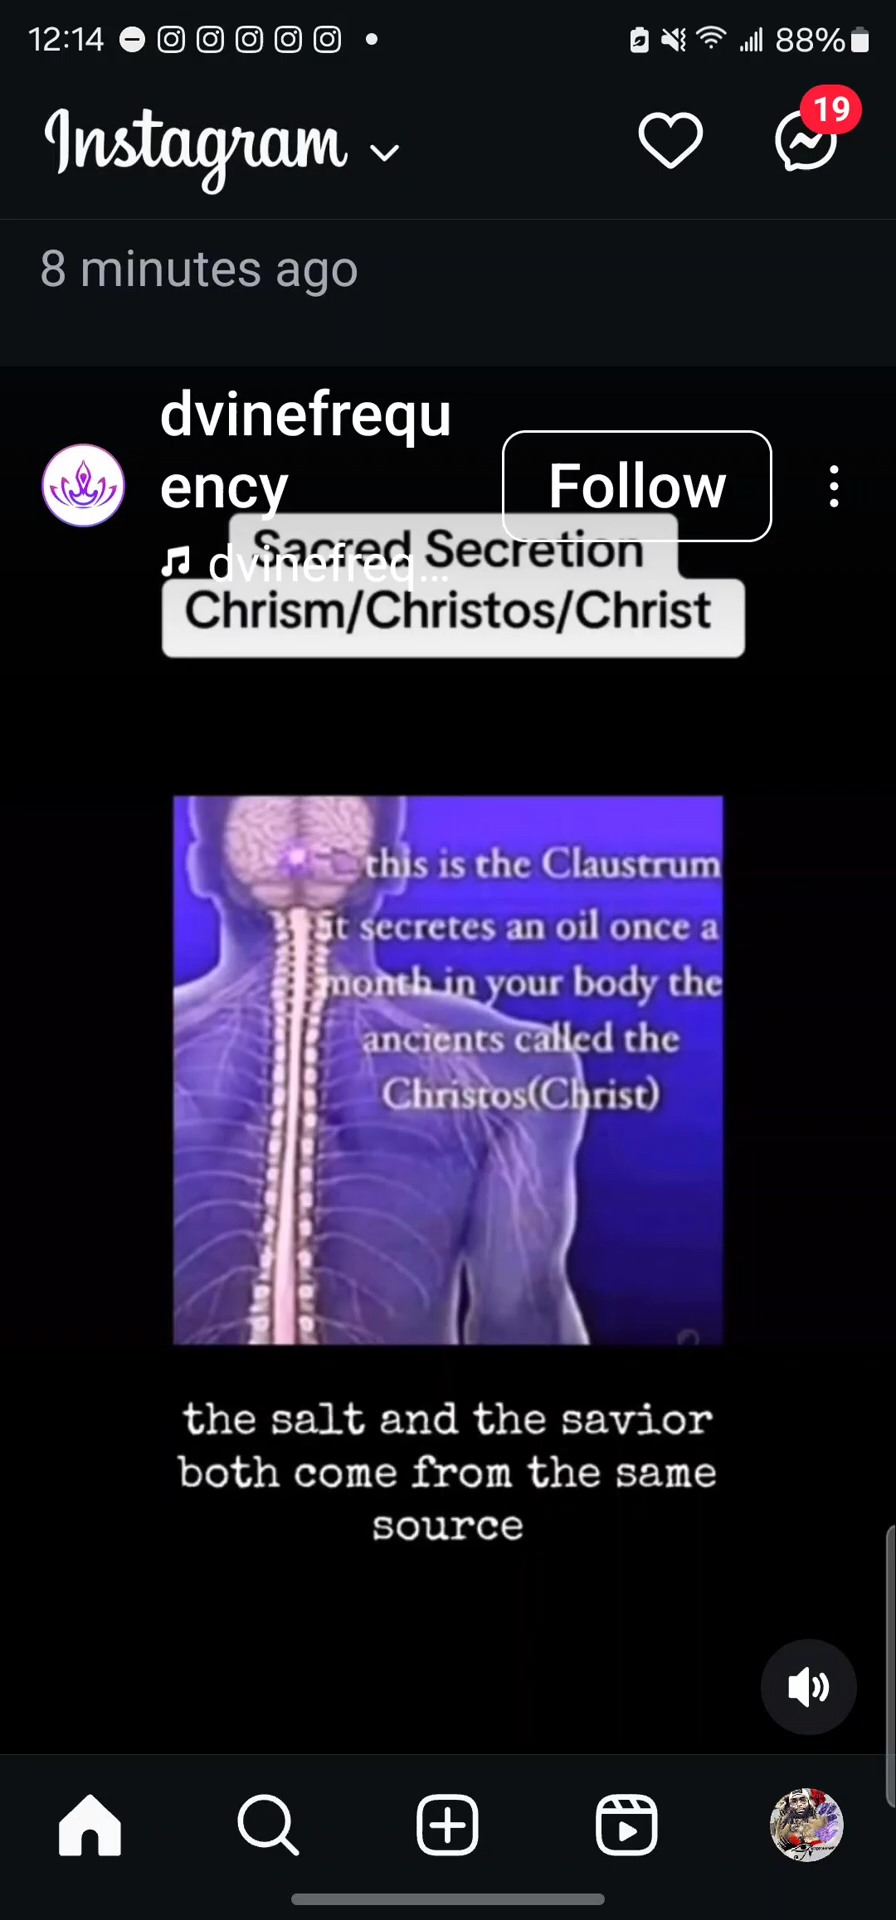 12:14
88%
Instagram
19
8 minutes ago
dvinefrequ
ency
Follow
dvinefreq...
Sacred Secretion
Chrism/Christos/Christ
this is the Claustrum
it secretes an oil once a
month in your body the
ancients called the
Christos(Christ)
the salt and the savior
both come from the same
source